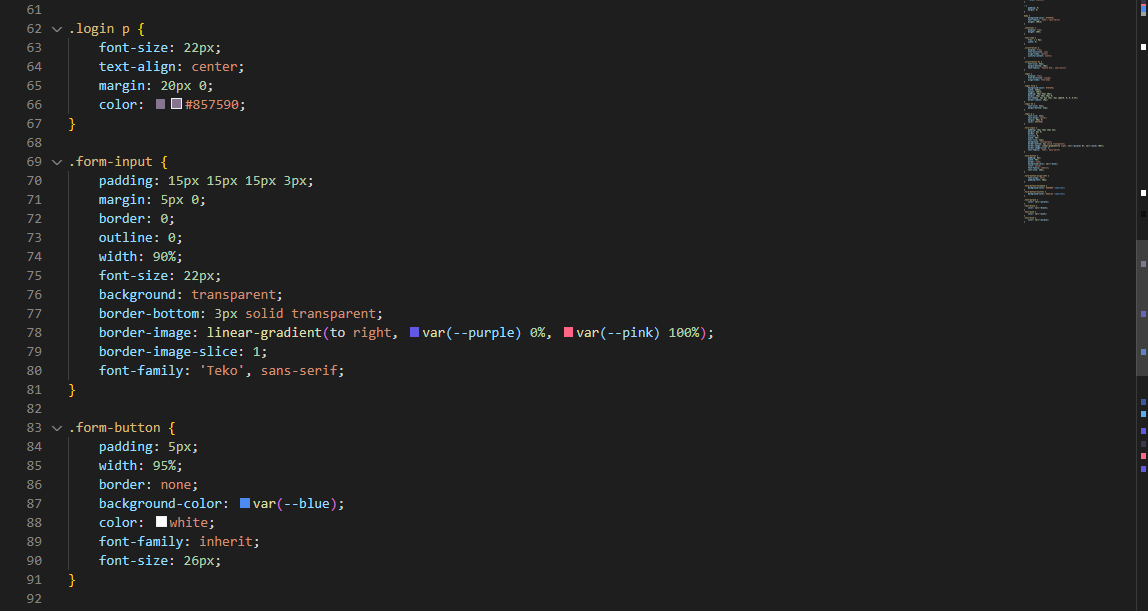 61
62 .login p {
63 font-size: 22px;
64 text-align: center;
65 margin: 20px 0;
66 color: #857590;
67 }
68
69 .form-input {
70 padding: 15px 15px 15px 3px;
71 margin: 5px 0;
72 border: 0;
73 outline: 0;
74 width: 90%;
75 font-size: 22px;
76 background: transparent;
77 border-bottom: 3px solid transparent;
78 border-image: linear-gradient(to right, var(--purple) 0%, var(--pink) 100%);
79 border-image-slice: 1;
80 font-family: 'Teko', sans-serif;
81 }
82
83 .form-button {
84 padding: 5px;
85 width: 95%;
86 border: none;
87 background-color: var(--blue);
88 color: white;
89 font-family: inherit;
90 font-size: 26px;
91 }
92